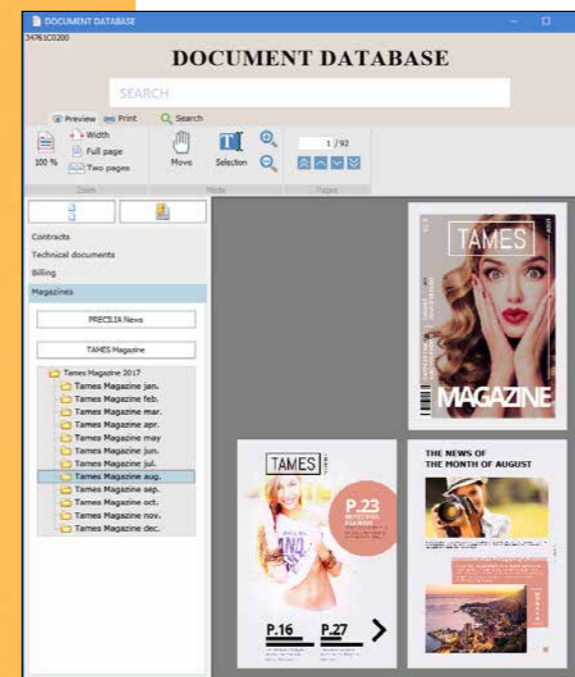 DOCUMENT DATABASE
34761C0200
DOCUMENT DATABASE
SEARCH
Preview Print Search
100 %
Width
Full page
Two pages
Move
Selection
1 /92
Zoom
Mode
Pages
Contracts
Technical documents
Billing
Magazines
PRECILIA News
TAMES Magazine
Tames Magazine 2017
Tames Magazine jan.
Tames Magazine feb.
Tames Magazine mar.
Tames Magazine apr.
Tames Magazine may
Tames Magazine jun.
Tames Magazine jul.
Tames Magazine aug.
Tames Magazine sep.
Tames Magazine oct.
Tames Magazine nov.
Tames Magazine dec.
TAMES
MAGAZINE
TAMES
P.23
P.16
P.27
THE NEWS OF
THE MONTH OF AUGUST